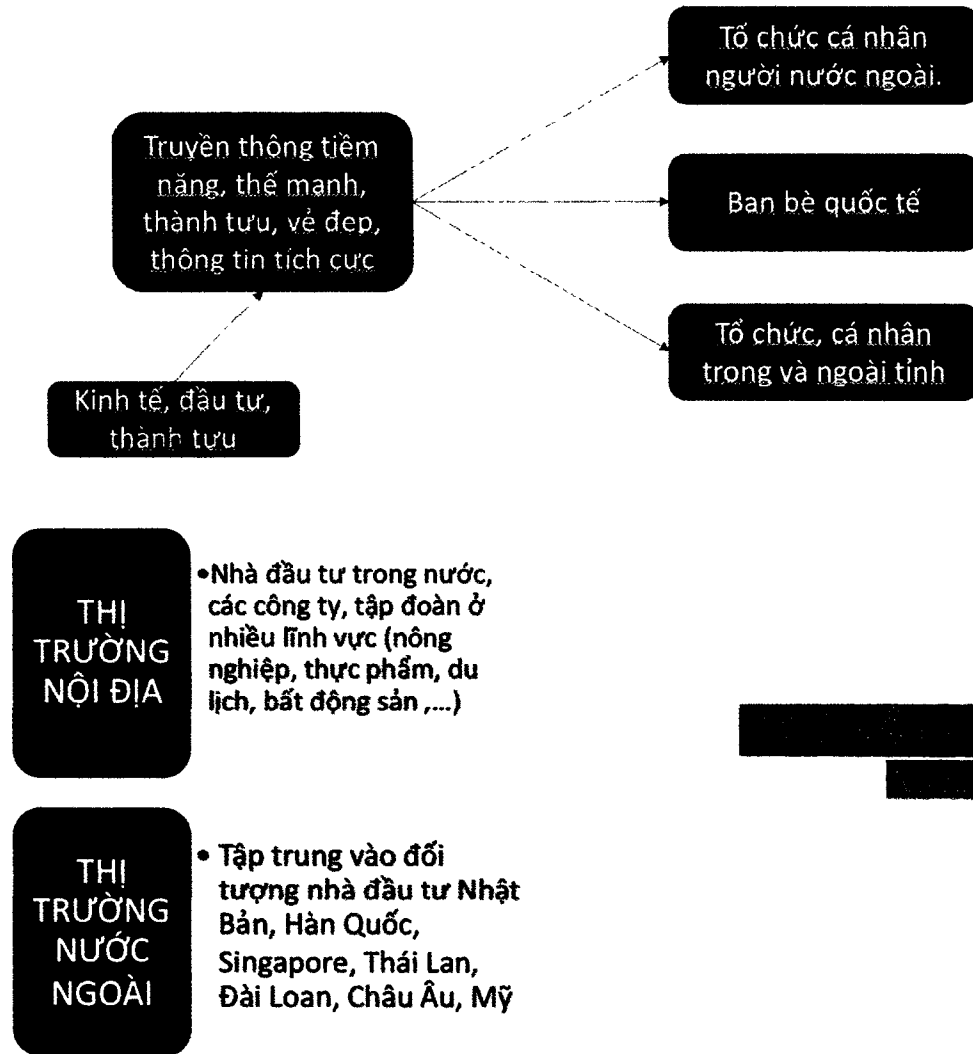 Tổ chức cá nhân
người nước ngoài.
Truyền thông tiềm
năng, thế mạnh,
thành tựu, vẻ đẹp,
thông tin tích cực
Bạn bè quốc tế
Tổ chức, cá nhân
trong và ngoài tỉnh
Kinh tế, đầu tư,
thành tựu
THỊ
TRƯỜNG
NỘI ĐỊA
•Nhà đầu tư trong nước,
các công ty, tập đoàn ở
nhiều lĩnh vực (nông
nghiệp, thực phẩm, du
lịch, bất động sản ,...)
THỊ
TRƯỜNG
NƯỚC
NGOÀI
• Tập trung vào đối
tượng nhà đầu tư Nhật
Bản, Hàn Quốc,
Singapore, Thái Lan,
Đài Loan, Châu Âu, Mỹ